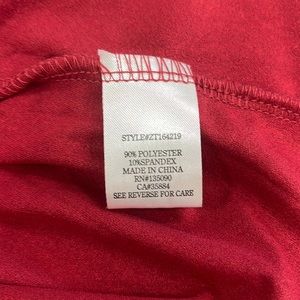 STYLE#ZT164219
90% POLYESTER
10%SPANDEX
MADE IN CHINA
RN#135090
CA#35884
SEE REVERSE FOR CARE